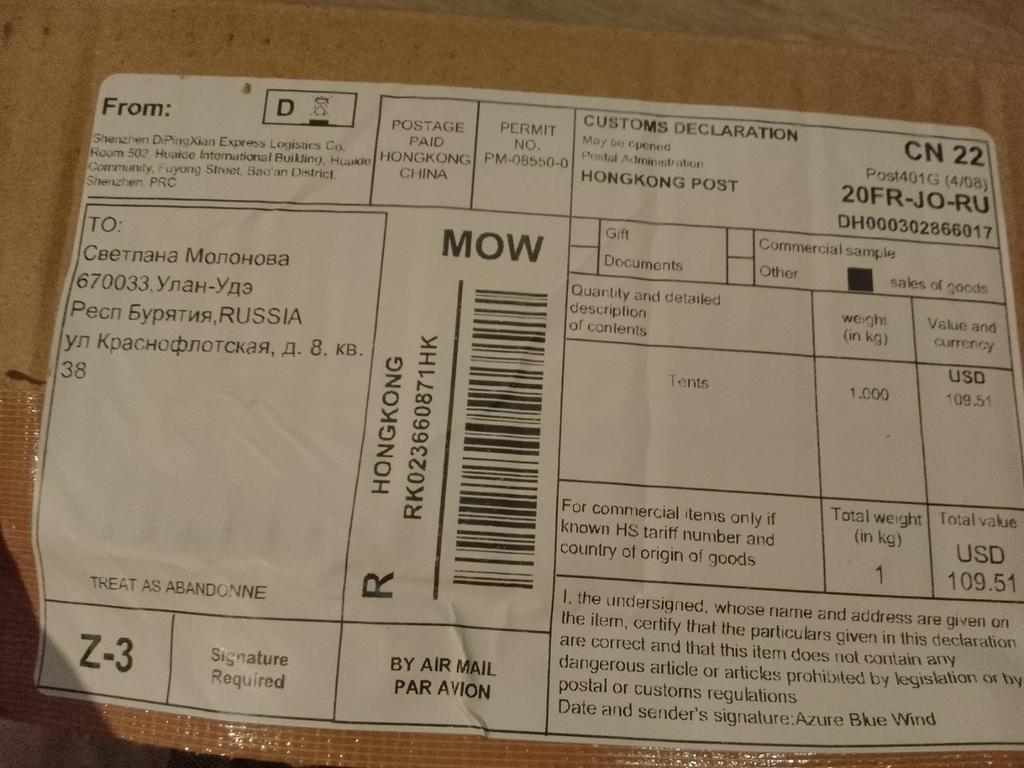 From:
D
Shenzhen DiPingXian Express Logistics Co.
Room 502, Huaide International Building, Huaide
Community, Fuyong Street, Bao'an District,
Shenzhen, PRC
POSTAGE
PAID
HONGKONG
CHINA
PERMIT
NO.
PM-08550-0
CUSTOMS DECLARATION
May be opened
Postal Administration
HONGKONG POST
CN 22
Post401G (4/08)
20FR-JO-RU
DH000302866017
TO:
Светлана Молонова
670033,Улан-Удэ
Респ Бурятия,RUSSIA
ул Краснофлотская, д. 8, кв.
38
TREAT AS ABANDONNE
MOW
HONGKONG
RK023660871HK
R
Gift
Documents
Commercial sample
Other
sales of goods
Quantity and detailed
description
of contents
weight
(in kg)
Value and
currency
Tents
1.000
USD
109.51
For commercial items only if
known HS tariff number and
country of origin of goods
Total weight
(in kg)
1
Total value
USD
109.51
Z-3
Signature
Required
BY AIR MAIL
PAR AVION
I, the undersigned, whose name and address are given on
the item, certify that the particulars given in this declaration
are correct and that this item does not contain any
dangerous article or articles prohibited by legislation or by
postal or customs regulations
Date and sender's signature:Azure Blue Wind